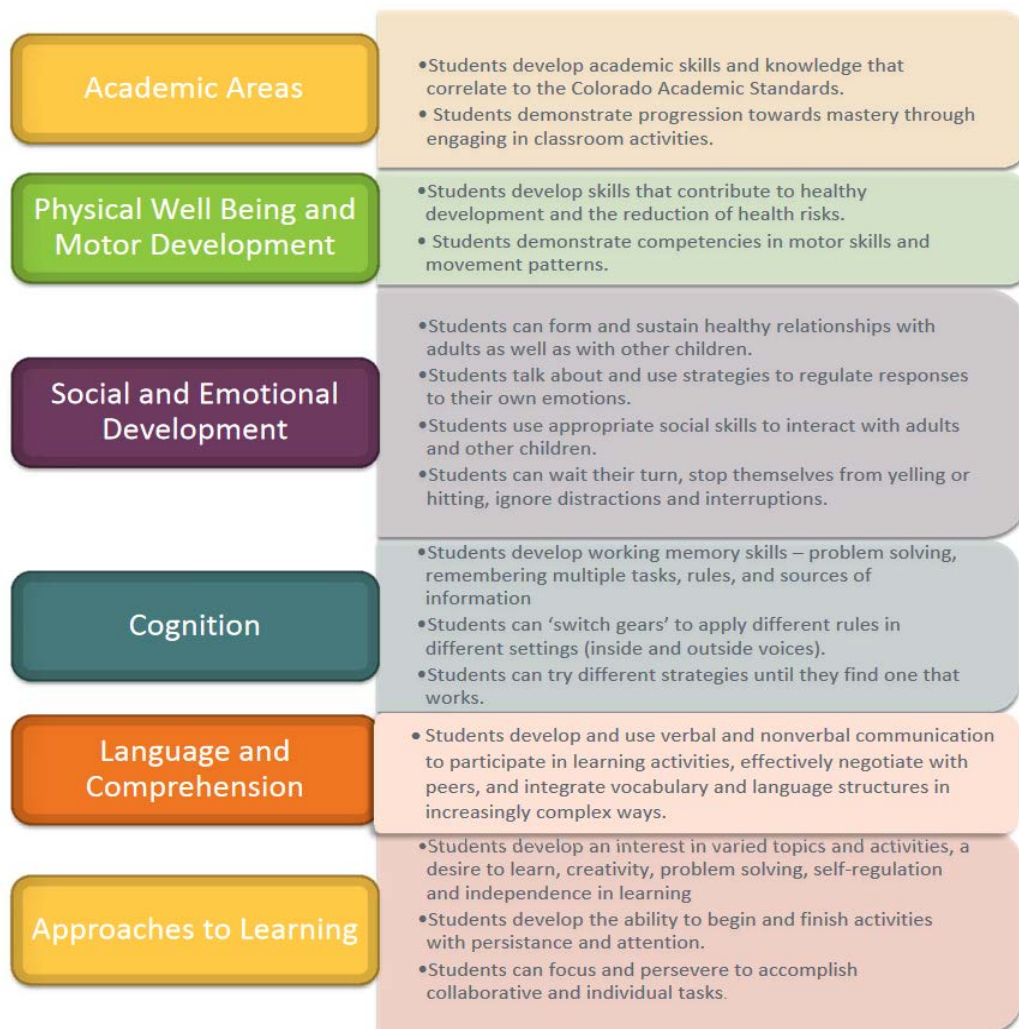 Academic Areas
•Students develop academic skills and knowledge that
correlate to the Colorado Academic Standards.
• Students demonstrate progression towards mastery through
engaging in classroom activities.
Physical Well Being and
Motor Development
•Students develop skills that contribute to healthy
development and the reduction of health risks.
• Students demonstrate competencies in motor skills and
movement patterns.
Social and Emotional
Development
•Students can form and sustain healthy relationships with
adults as well as with other children.
•Students talk about and use strategies to regulate responses
to their own emotions.
•Students use appropriate social skills to interact with adults
and other children.
•Students can wait their turn, stop themselves from yelling or
hitting, ignore distractions and interruptions.
Cognition
•Students develop working memory skills – problem solving,
remembering multiple tasks, rules, and sources of
information
•Students can ‘switch gears’ to apply different rules in
different settings (inside and outside voices).
•Students can try different strategies until they find one that
works.
Language and
Comprehension
• Students develop and use verbal and nonverbal communication
to participate in learning activities, effectively negotiate with
peers, and integrate vocabulary and language structures in
increasingly complex ways.
Approaches to Learning
•Students develop an interest in varied topics and activities, a
desire to learn, creativity, problem solving, self-regulation
and independence in learning
•Students develop the ability to begin and finish activities
with persistance and attention.
•Students can focus and persevere to accomplish
collaborative and individual tasks.